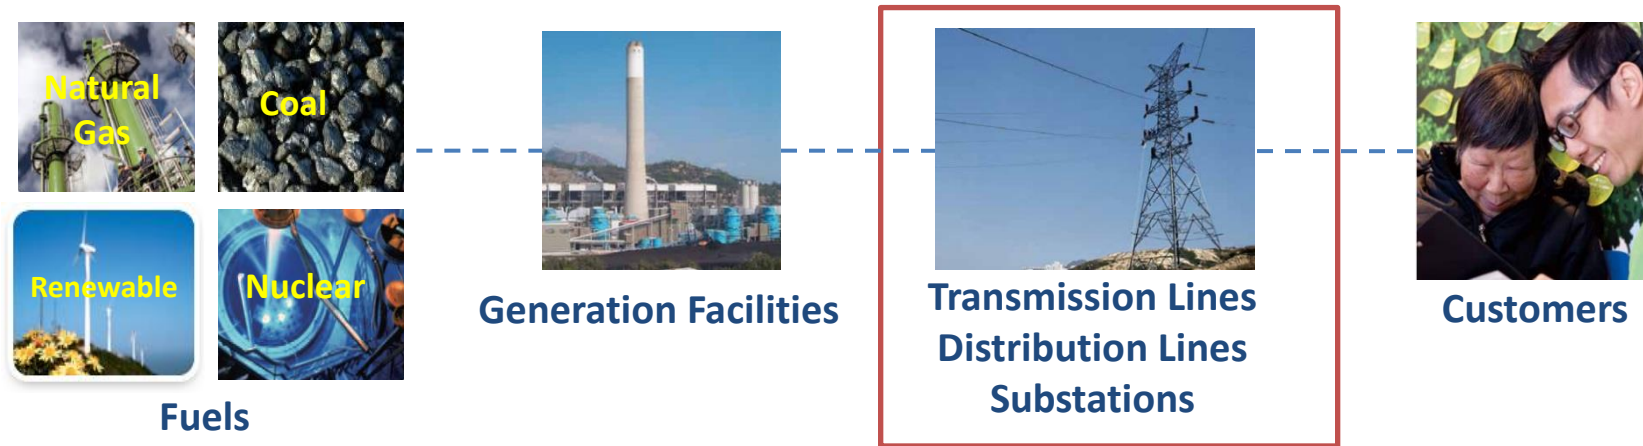 Natural
Gas
Coal
Renewable
Nuclear
Fuels
Generation Facilities
Transmission Lines
Distribution Lines
Substations
Customers